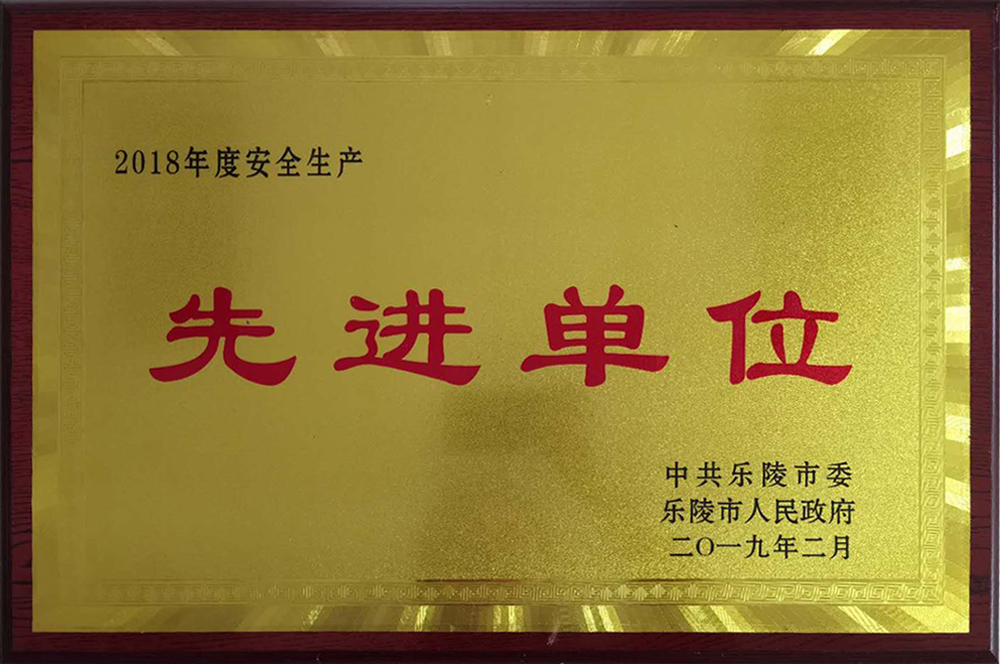 2018年度安全生产
先进单位
中共乐陵市委
乐陵市人民政府
二〇一九年二月